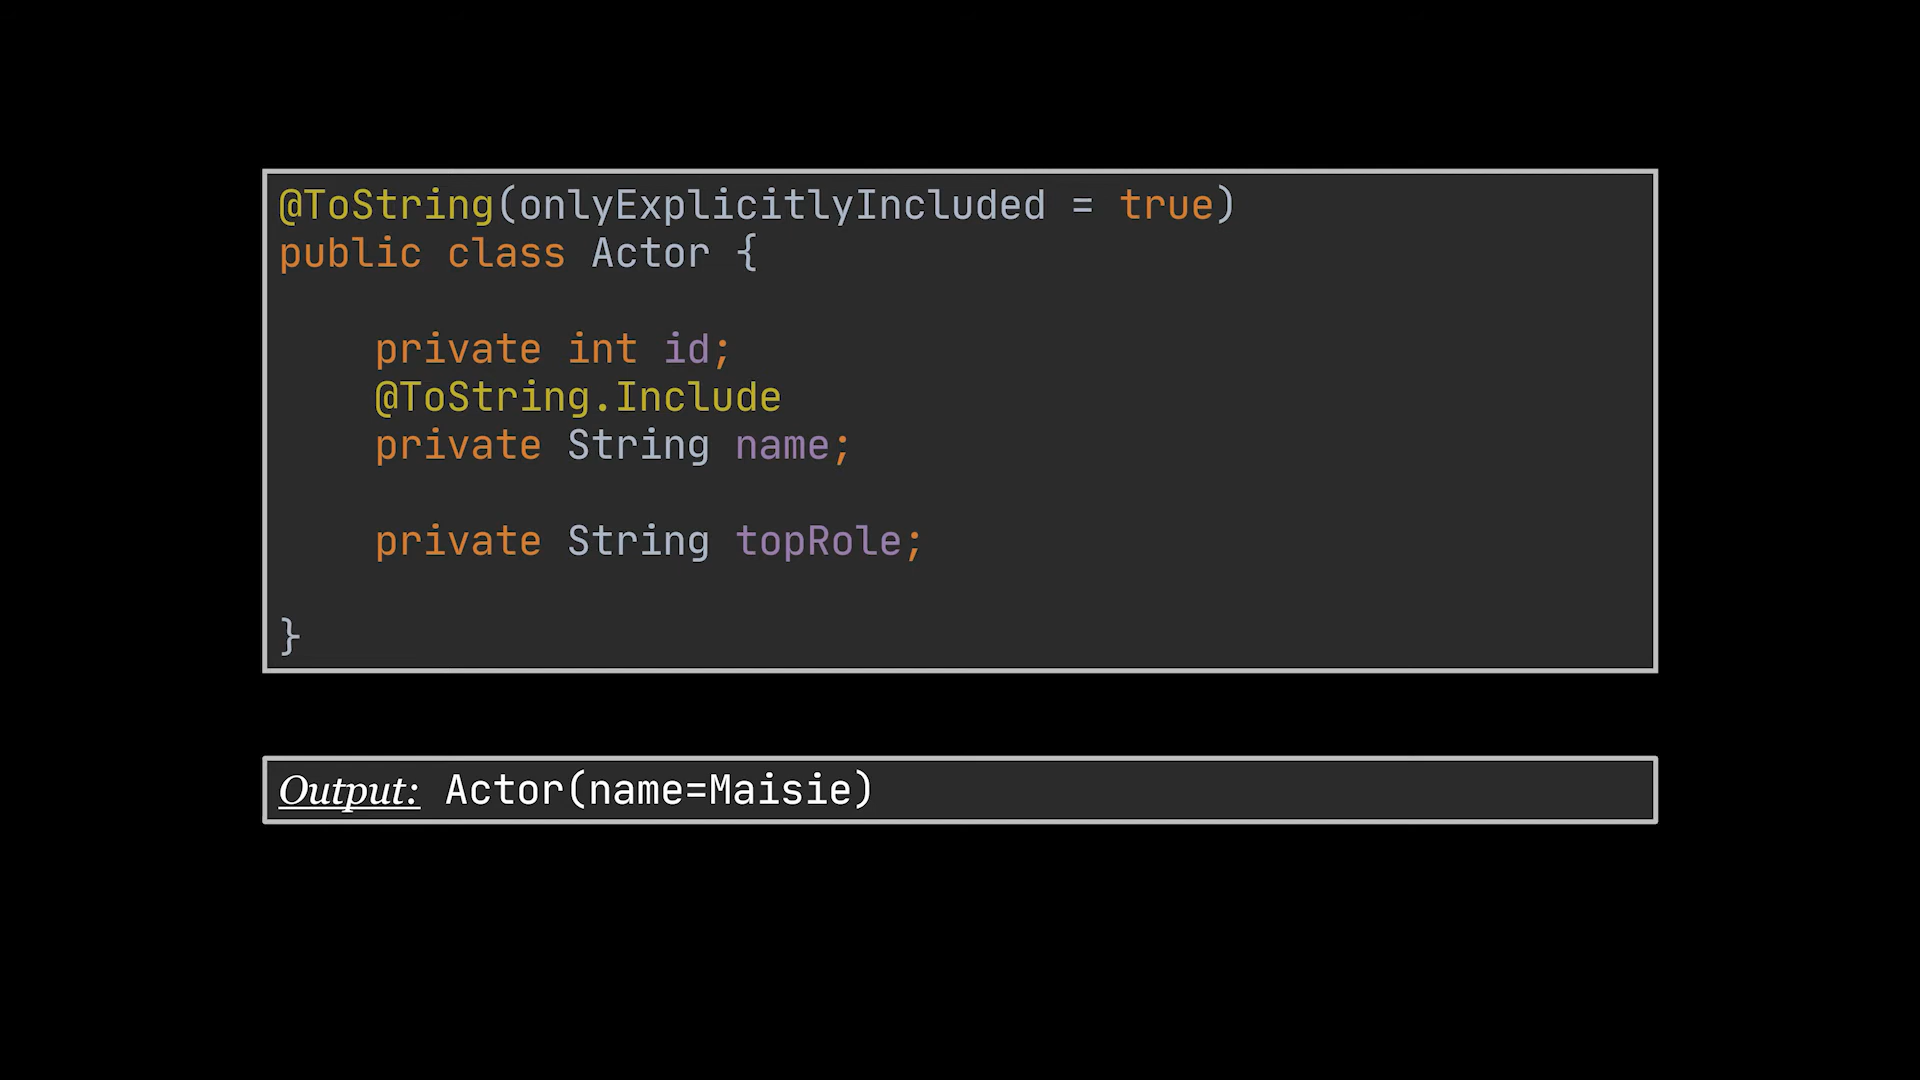 @ToString(onlyExplicitlyIncluded = true)
public class Actor {
private int id;
@ToString.Include
private String name;
private String topRole;
}
Output: Actor(name=Maisie)